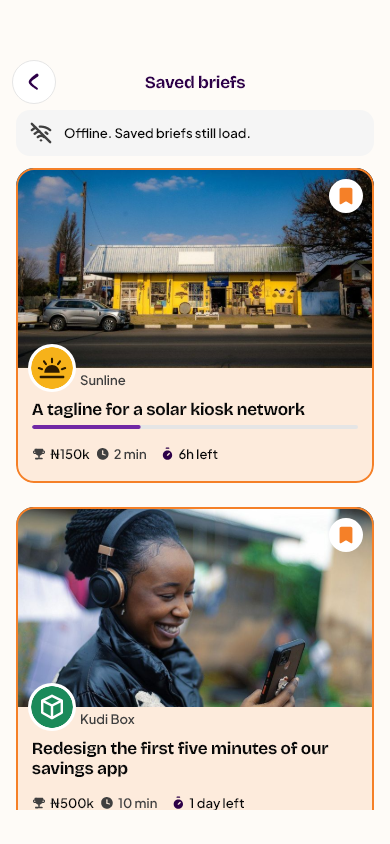 Saved briefs
Offline. Saved briefs still load.
Sunline
A tagline for a solar kiosk network
₦150k 2 min 6h left
Kudi Box
Redesign the first five minutes of our
savings app
₦500k 10 min 1 day left